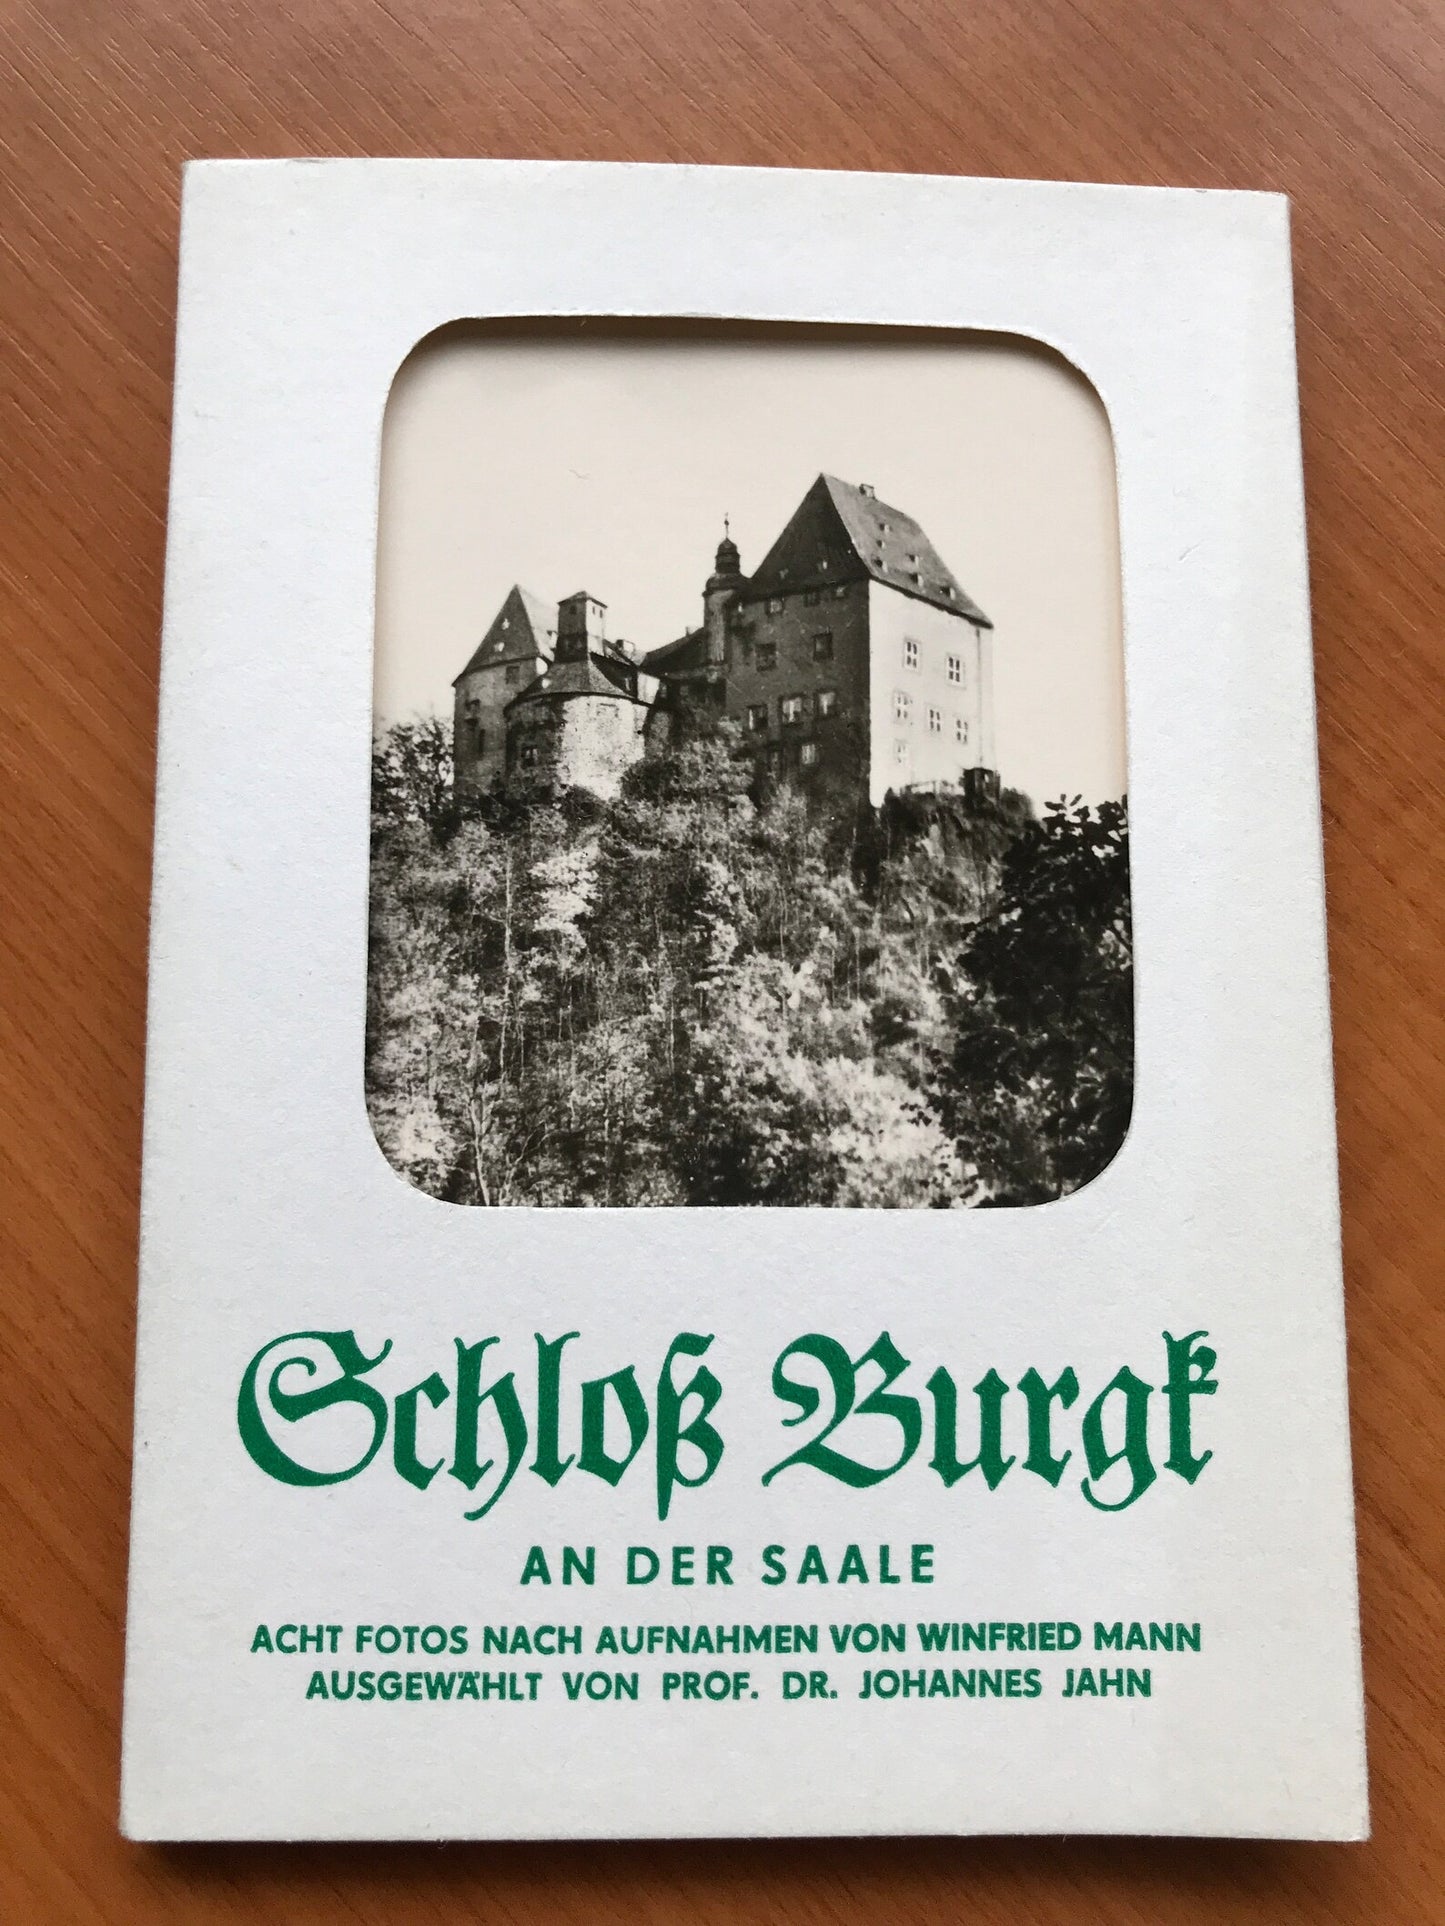 Schloß Burgk
AN DER SAALE
ACHT FOTOS NACH AUFNAHMEN VON WINFRIED MANN
AUSGEWÄHLT VON PROF. DR. JOHANNES JAHN